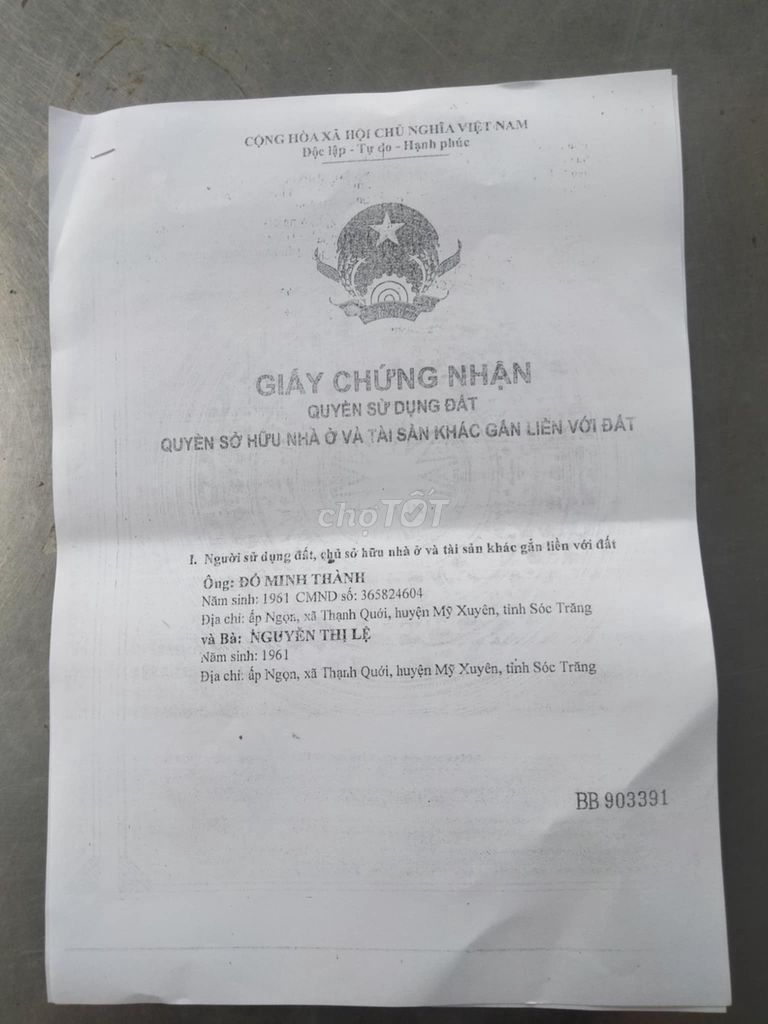 CỘNG HÒA XÃ HỘI CHỦ NGHĨA VIỆT NAM
Độc lập - Tự do - Hạnh phúc
GIẤY CHỨNG NHẬN
QUYỀN SỬ DỤNG ĐẤT
QUYỀN SỞ HỮU NHÀ Ở VÀ TÀI SẢN KHÁC GẮN LIỀN VỚI ĐẤT
chợTỐT
I. Người sử dụng đất, chủ sở hữu nhà ở và tài sản khác gắn liền với đất
Ông: ĐỖ MINH THÀNH
Năm sinh: 1961 CMND số: 365824604
Địa chỉ: ấp Ngọn, xã Thạnh Quới, huyện Mỹ Xuyên, tỉnh Sóc Trăng
và Bà: NGUYỄN THỊ LỆ
Năm sinh: 1961
Địa chỉ: ấp Ngọn, xã Thạnh Quới, huyện Mỹ Xuyên, tỉnh Sóc Trăng
BB 903391